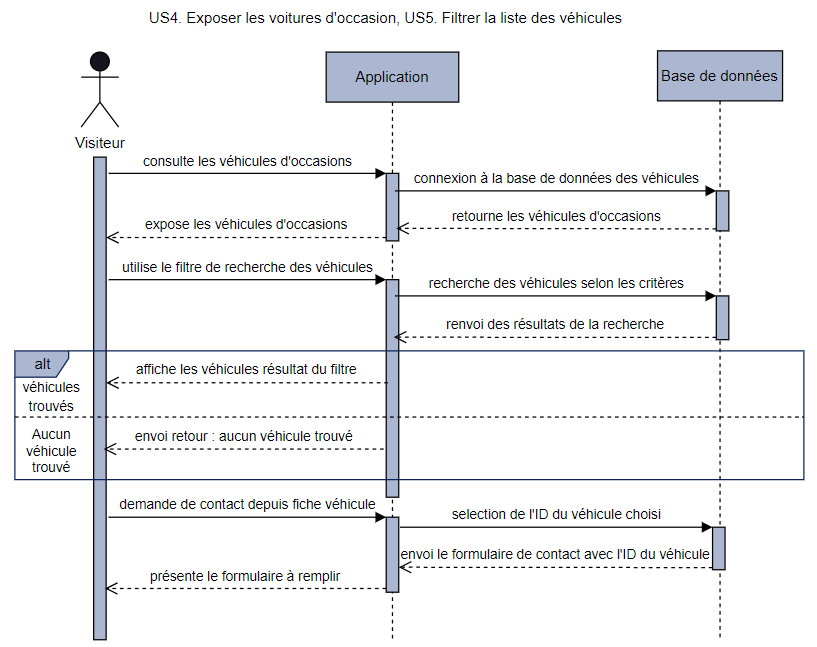 US4. Exposer les voitures d'occasion, US5. Filtrer la liste des véhicules
Application
Base de données
Visiteur
consulte les véhicules d'occasions
connexion à la base de données des véhicules
retourne les véhicules d'occasions
expose les véhicules d'occasions
utilise le filtre de recherche des véhicules
recherche des véhicules selon les critères
renvoi des résultats de la recherche
alt
affiche les véhicules résultat du filtre
véhicules
trouvés
Aucun
véhicule
trouvé
envoi retour : aucun véhicule trouvé
demande de contact depuis fiche véhicule
selection de l'ID du véhicule choisi
envoi le formulaire de contact avec l'ID du véhicule
présente le formulaire à remplir